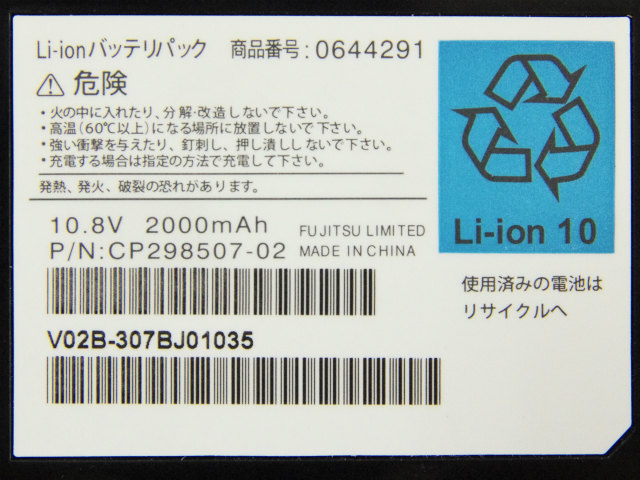 Li-ionバッテリパック 商品番号:0644291
⚠ 危険
・火の中に入れたり、分解・改造しないで下さい。
・高温(60℃以上)になる場所に放置しないで下さい。
・強い衝撃を与えたり、釘刺し、押し潰ししないで下さい。
・充電する場合は指定の方法で充電して下さい。
発熱、発火、破裂の恐れがあります。
10.8V 2000mAh FUJITSU LIMITED
P/N:CP298507-02 MADE IN CHINA
V02B-307BJ01035
Li-ion 10
使用済みの電池は
リサイクルへ